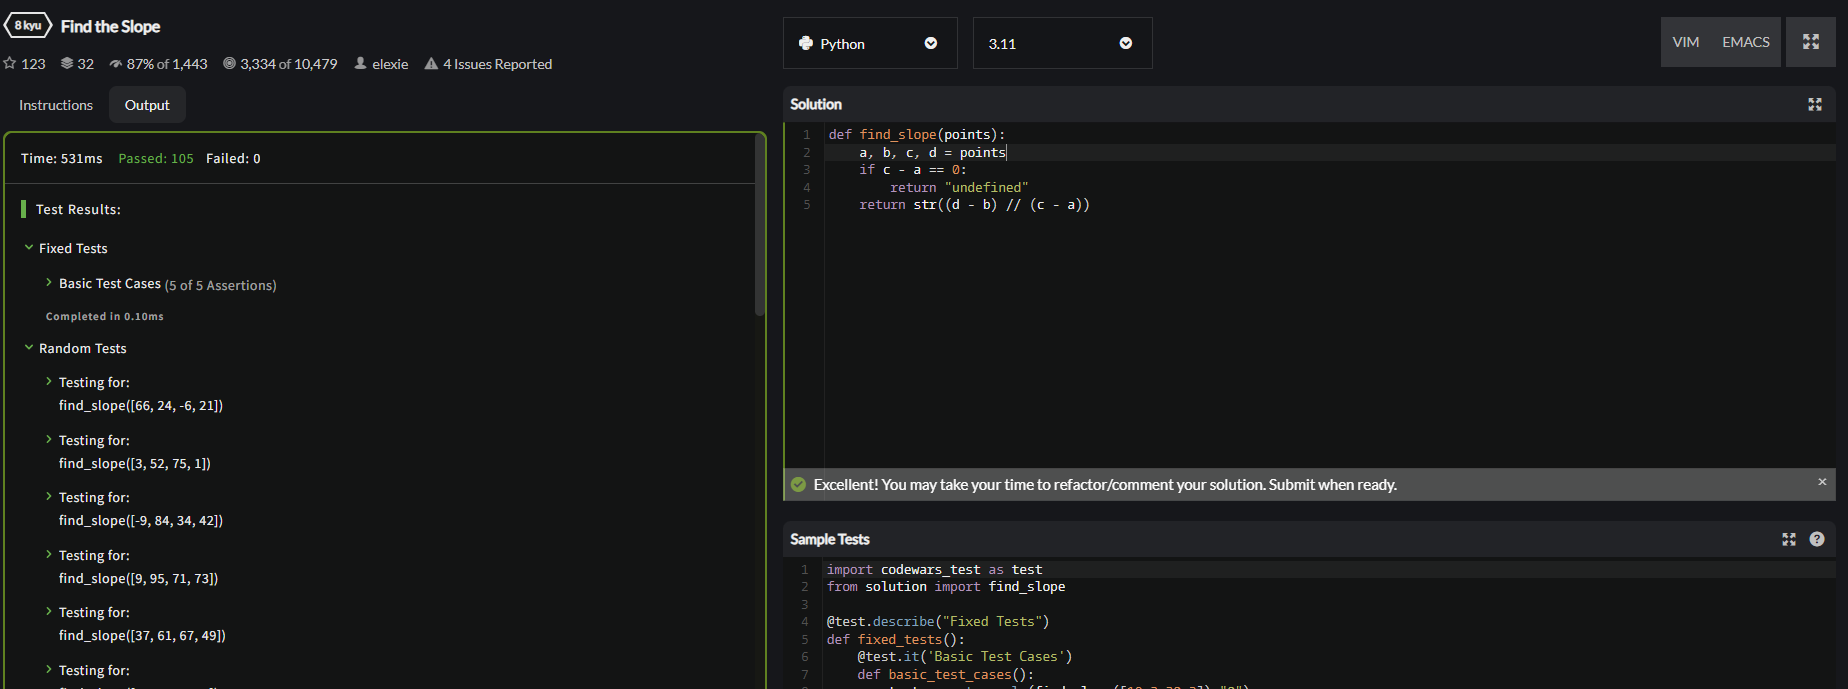 8 kyu Find the Slope
123 32 87% of 1,443 3,334 of 10,479 elexie 4 Issues Reported
Instructions Output
Time: 531ms Passed: 105 Failed: 0
Test Results:
Fixed Tests
Basic Test Cases (5 of 5 Assertions)
Completed in 0.10ms
Random Tests
Testing for:
find_slope([66, 24, -6, 21])
Testing for:
find_slope([3, 52, 75, 1])
Testing for:
find_slope([-9, 84, 34, 42])
Testing for:
find_slope([9, 95, 71, 73])
Testing for:
find_slope([37, 61, 67, 49])
Testing for:
Python 3.11 VIM EMACS
Solution
1 def find_slope(points):
2 a, b, c, d = points
3 if c - a == 0:
4 return "undefined"
5 return str((d - b) // (c - a))
Excellent! You may take your time to refactor/comment your solution. Submit when ready. ×
Sample Tests ?
1 import codewars_test as test
2 from solution import find_slope
3
4 @test.describe("Fixed Tests")
5 def fixed_tests():
6 @test.it('Basic Test Cases')
7 def basic_test_cases():